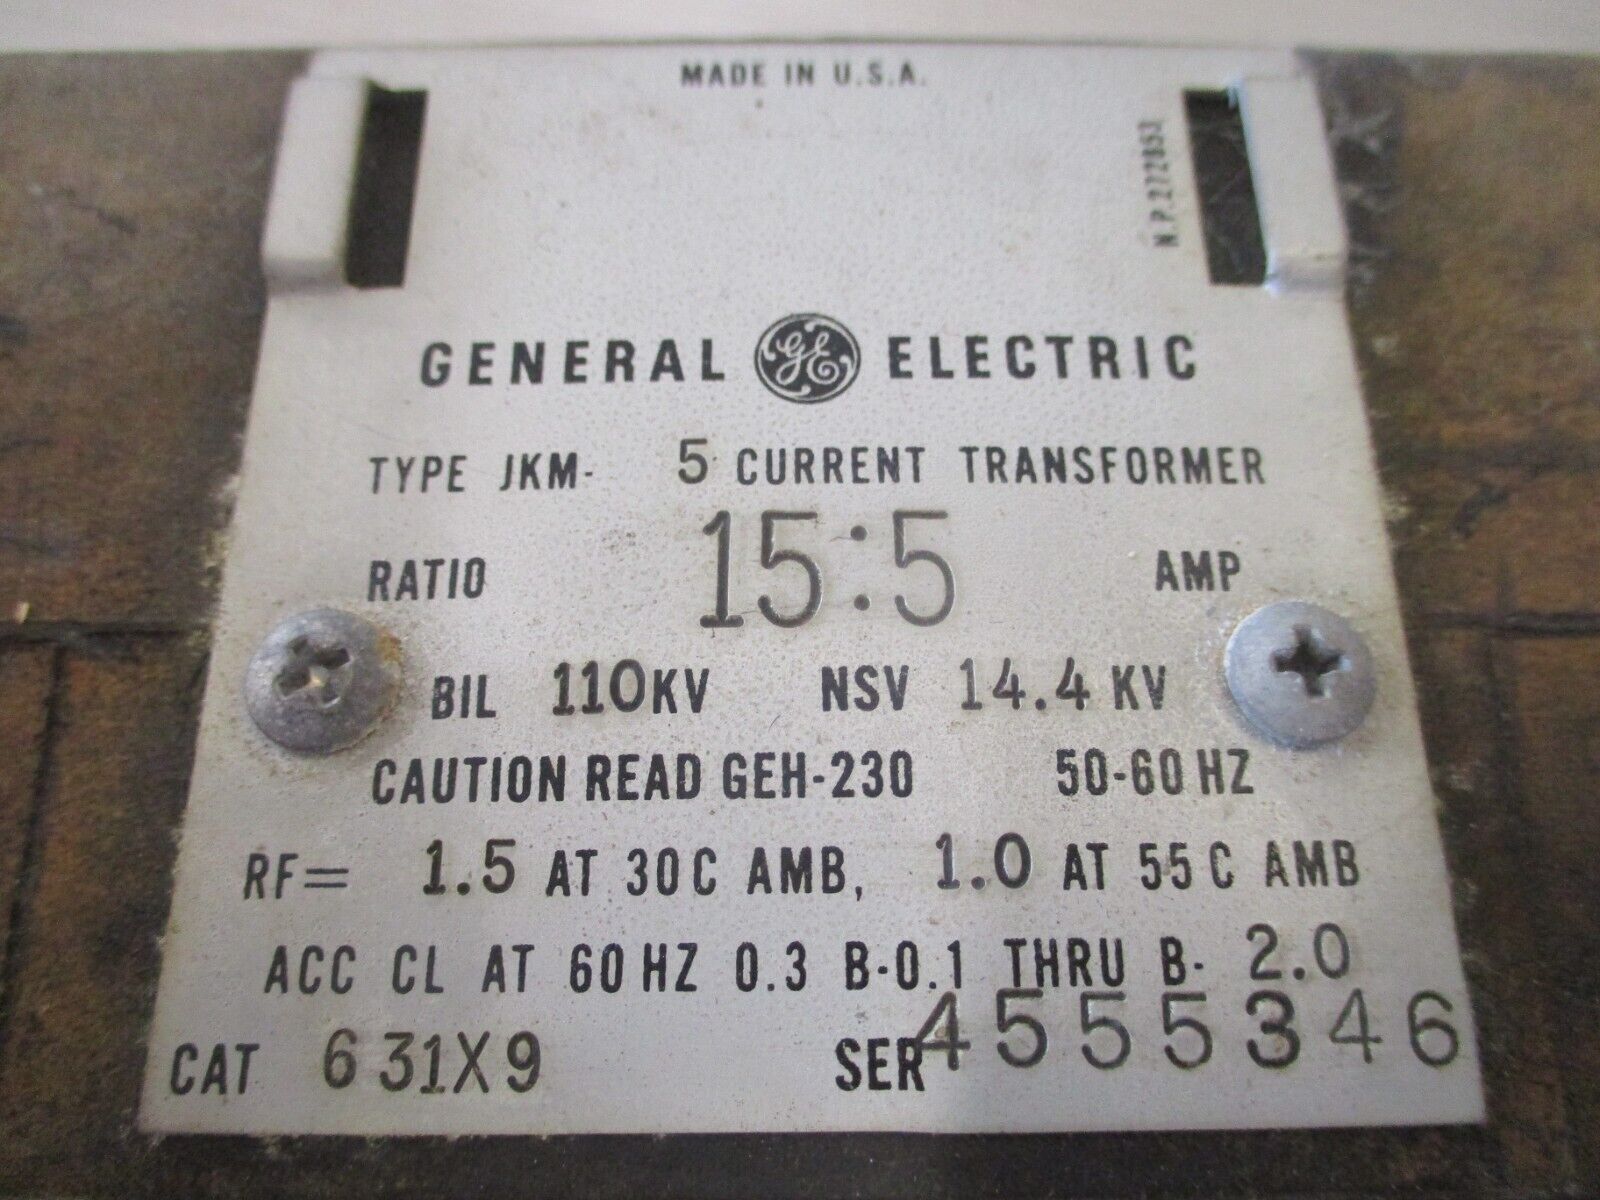 MADE IN U.S.A.
N.P. 272853
GENERAL GE ELECTRIC
TYPE JKM- 5 CURRENT TRANSFORMER
RATIO 15:5 AMP
BIL 110KV NSV 14.4 KV
CAUTION READ GEH-230 50-60 HZ
RF= 1.5 AT 30C AMB, 1.0 AT 55C AMB
ACC CL AT 60HZ 0.3 B-0.1 THRU B- 2.0
CAT 631X9 SER 4555346